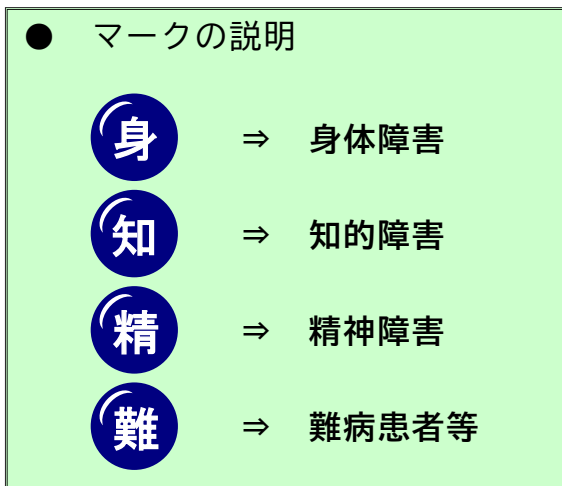 ● マークの説明
身 ⇒ 身体障害
知 ⇒ 知的障害
精 ⇒ 精神障害
難 ⇒ 難病患者等